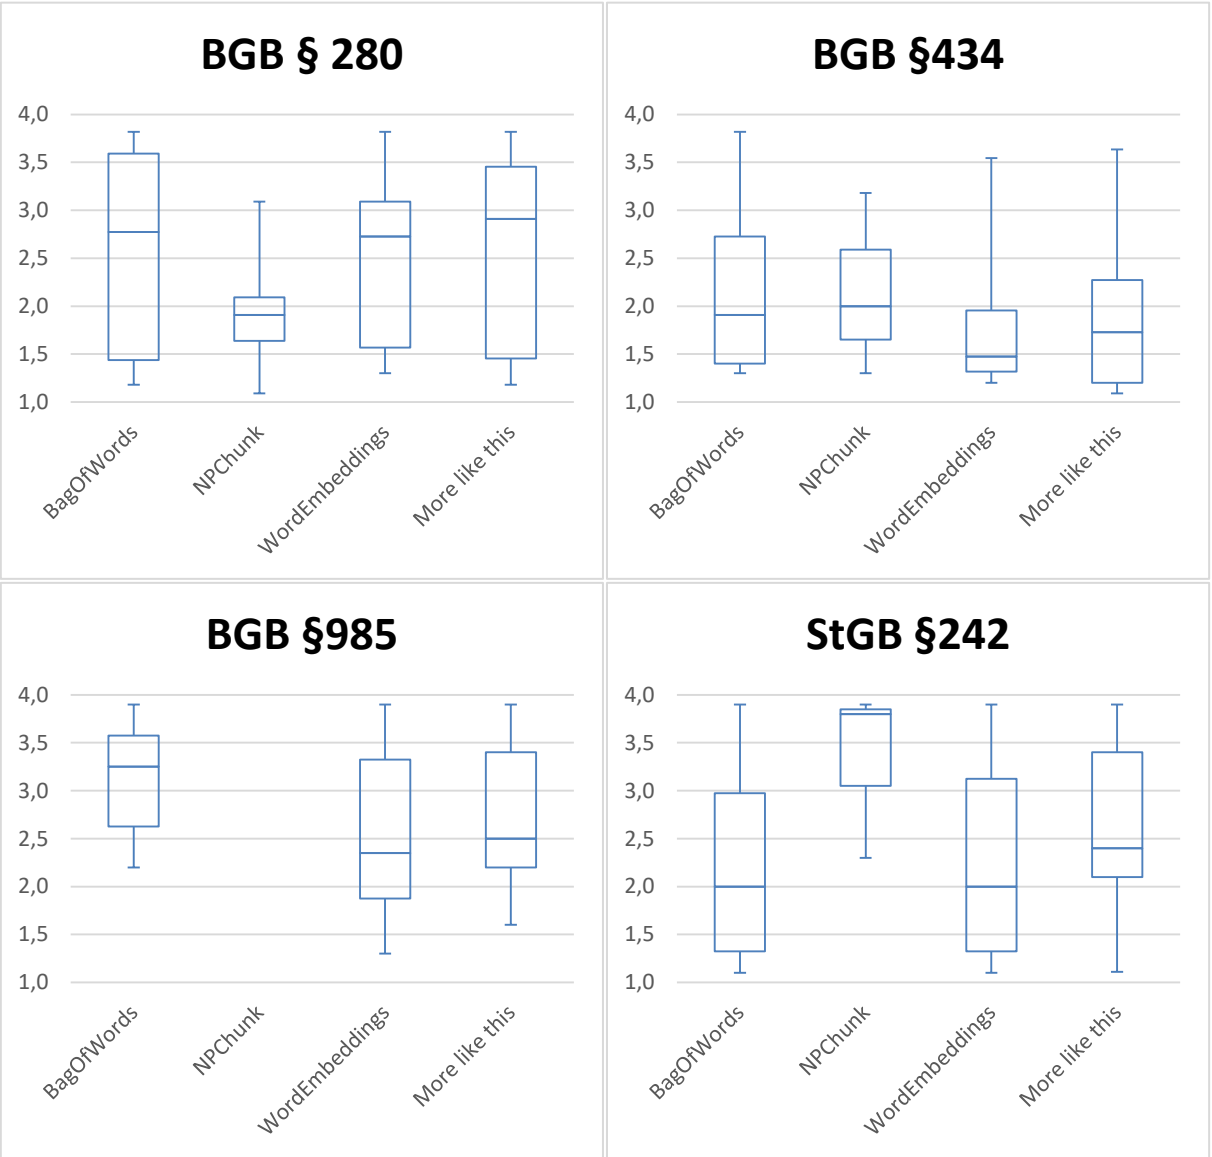 BGB § 280
4,0
3,5
3,0
2,5
2,0
1,5
1,0
BagOfWords
NPChunk
WordEmbeddings
More like this
BGB §434
4,0
3,5
3,0
2,5
2,0
1,5
1,0
BagOfWords
NPChunk
WordEmbeddings
More like this
BGB §985
4,0
3,5
3,0
2,5
2,0
1,5
1,0
BagOfWords
NPChunk
WordEmbeddings
More like this
StGB §242
4,0
3,5
3,0
2,5
2,0
1,5
1,0
BagOfWords
NPChunk
WordEmbeddings
More like this